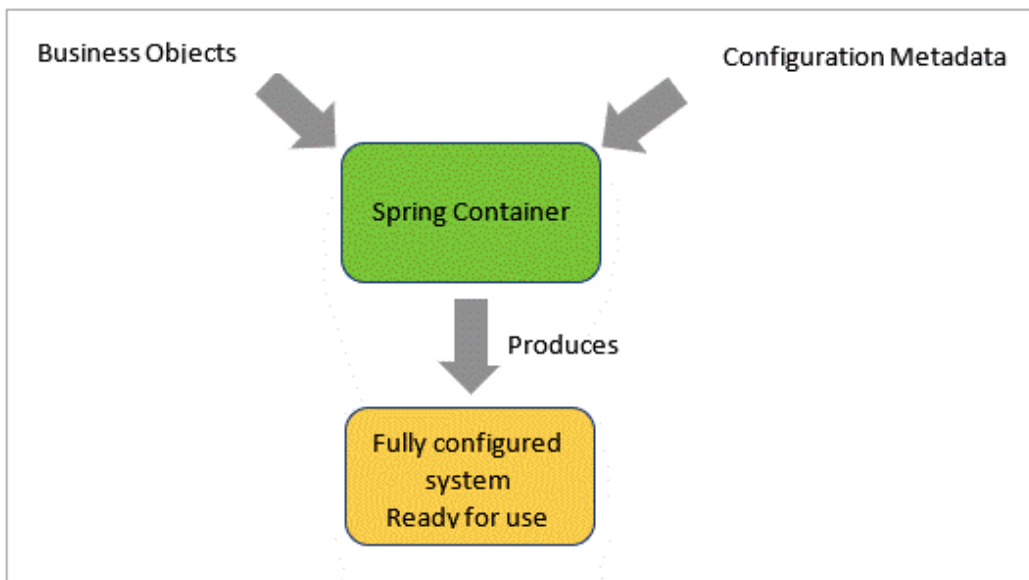 Business Objects
Configuration Metadata
Spring Container
Produces
Fully configured
system
Ready for use